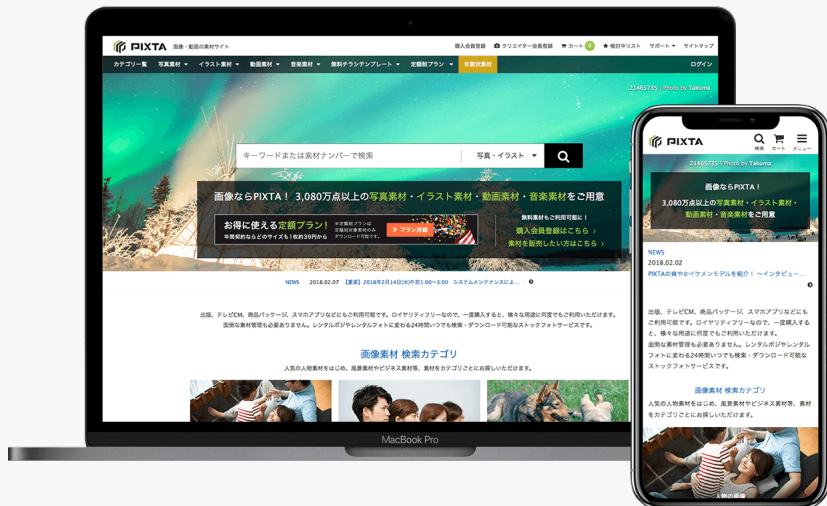 PIXTA 画像・動画の素材サイト
購入会員登録 クリエイター会員登録 カート 0 検討中リスト サポート サイトマップ
カテゴリ一覧 写真素材 イラスト素材 動画素材 音楽素材 無料チラシテンプレート 定額制プラン 年賀状素材 ログイン
21465735 | Photo by Takuma
キーワードまたは素材ナンバーで検索 写真・イラスト
画像ならPIXTA! 3,080万点以上の写真素材・イラスト素材・動画素材・音楽素材をご用意
お得に使える定額プラン!
年間契約ならどのサイズも1枚約39円から
※定額制プランは
定額制対象素材のみ
ダウンロード可能です。
» プラン詳細
無料素材もご利用可能に!
購入会員登録はこちら
素材を販売したい方はこちら
NEWS 2018.02.07 【重要】2018年2月14日(水)午前1:00～3:00 システムメンテナンスによ...
出版、テレビCM、商品パッケージ、スマホアプリなどにもご利用可能です。ロイヤリティフリーなので、一度購入すると、様々な用途に何度でもご利用いただけます。
面倒な素材管理も必要ありません。レンタルポジやレンタルフォトに変わる24時間いつでも検索・ダウンロード可能なストックフォトサービスです。
画像素材 検索カテゴリ
人気の人物素材をはじめ、風景素材やビジネス素材等、素材をカテゴリごとにお探しいただけます。
MacBook Pro
PIXTA
検索 カート メニュー
21465735 | Photo by Takuma
画像ならPIXTA!
3,080万点以上の写真素材・イラスト素材・
動画素材・音楽素材をご用意
NEWS
2018.02.02
PIXTAの爽やかイケメンモデルを紹介! ～インタビュー...
出版、テレビCM、商品パッケージ、スマホアプリなどにも
ご利用可能です。ロイヤリティフリーなので、一度購入する
と、様々な用途に何度でもご利用いただけます。
面倒な素材管理も必要ありません。レンタルポジやレンタル
フォトに変わる24時間いつでも検索・ダウンロード可能な
ストックフォトサービスです。
画像素材 検索カテゴリ
人気の人物素材をはじめ、風景素材やビジネス素材等、素材
をカテゴリごとにお探しいただけます。
人物の画像